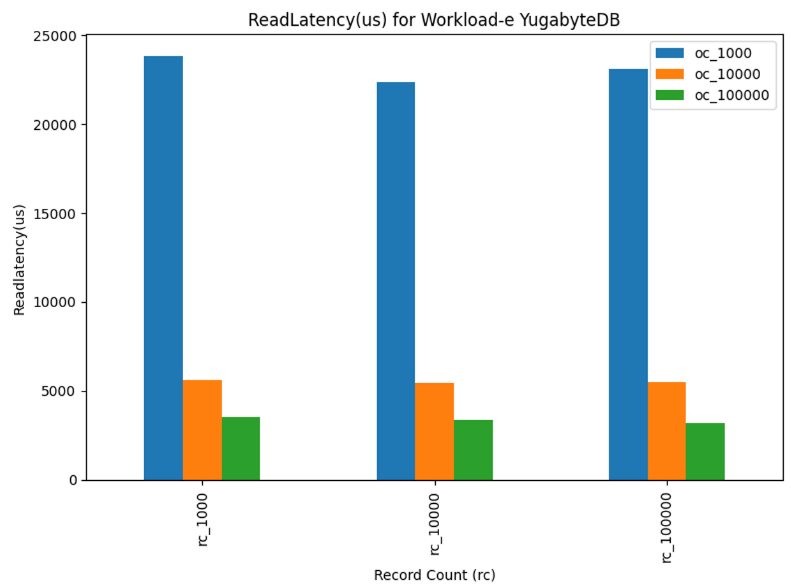 ReadLatency(us) for Workload-e YugabyteDB
25000
20000
15000
10000
5000
0
Readlatency(us)
oc_1000
oc_10000
oc_100000
rc_1000
rc_10000
rc_100000
Record Count (rc)